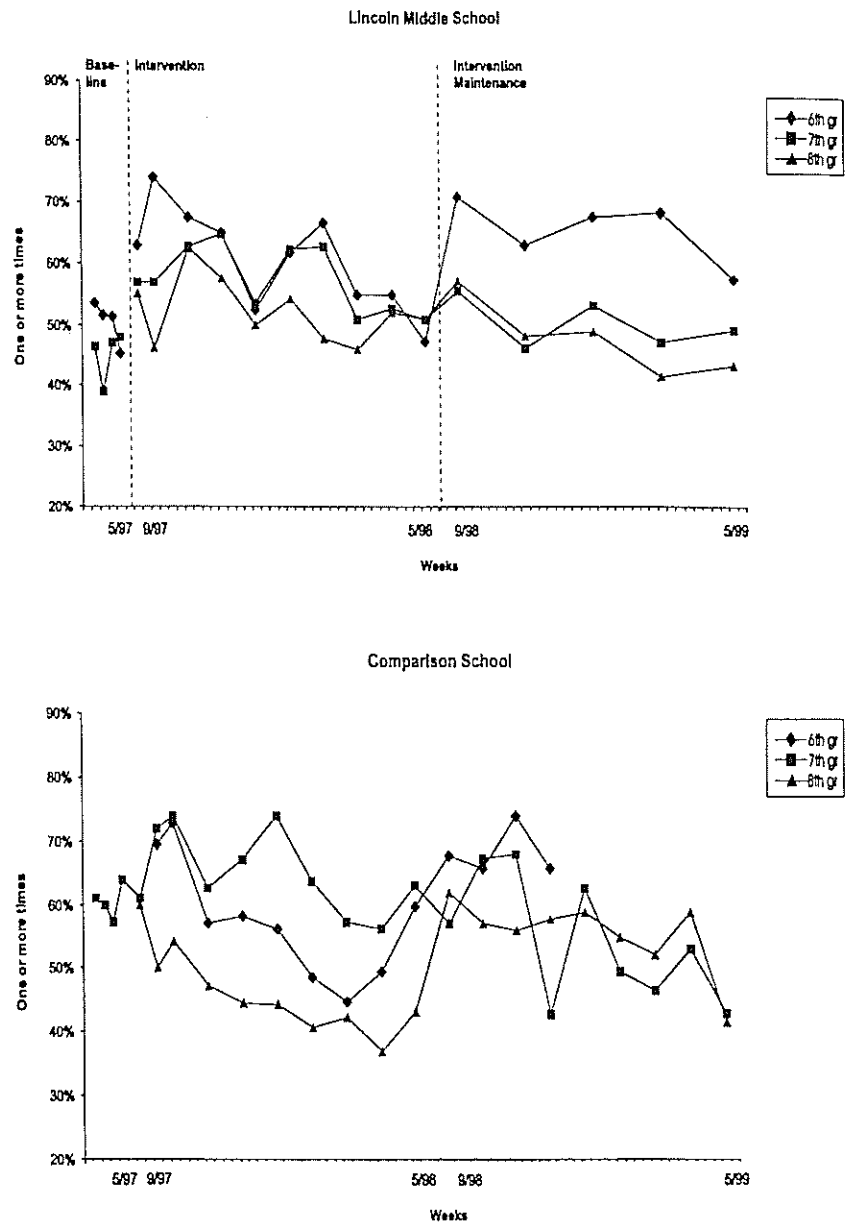 Lincoln Middle School
Base-
line
Intervention
Intervention
Maintenance
90%
80%
70%
60%
50%
40%
30%
20%
One or more times
6th gr
7th gr
8th gr
5/97 9/97 5/98 9/98 5/99
Weeks
Comparison School
90%
80%
70%
60%
50%
40%
30%
20%
One or more times
6th gr
7th gr
8th gr
5/97 9/97 5/98 9/98 5/99
Weeks